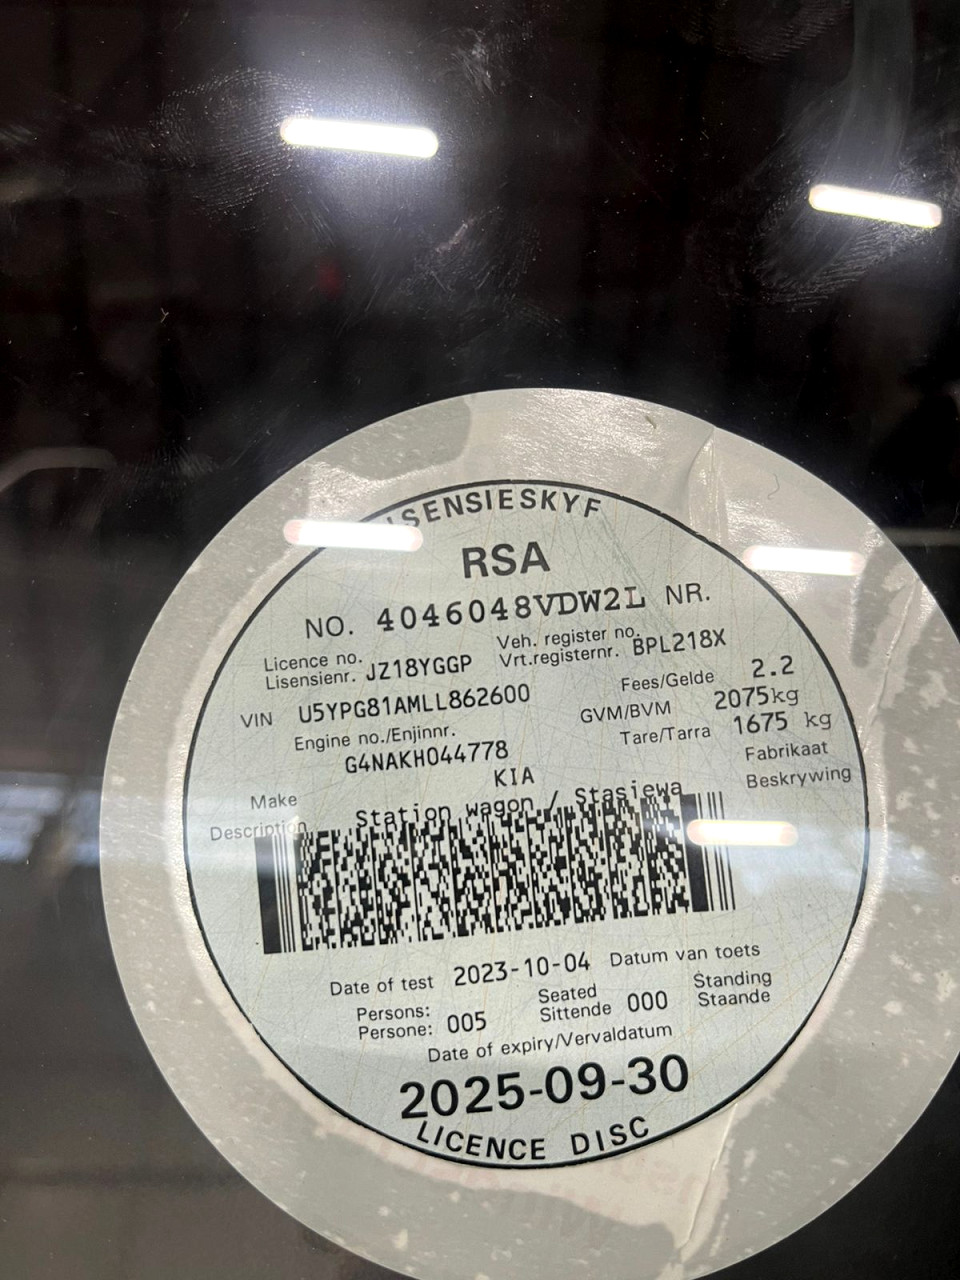 ISENSIESKYF
RSA
NO. 4046048VDW2L NR.
Licence no. Lisensienr. JZ18YGGP Veh. register no. Vrt.registernr. BPL218X
VIN U5YPG81AMLL862600 Fees/Gelde 2.2
Engine no./Enjinnr. GVM/BVM 2075kg
G4NAKH044778 Tare/Tarra 1675 kg
Make KIA Fabrikaat
Description Station wagon / Stasiewa Beskrywing
Date of test 2023-10-04 Datum van toets
Persons: Persone: 005 Seated Sittende 000 Standing Staande
Date of expiry/Vervaldatum
2025-09-30
LICENCE DISC